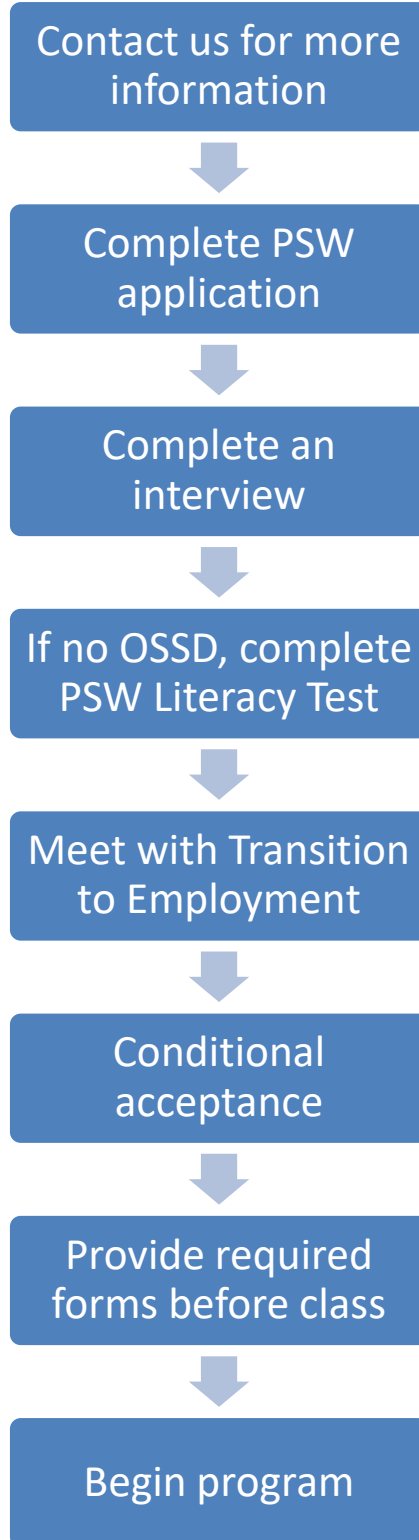 Contact us for more
information
Complete PSW
application
Complete an
interview
If no OSSD, complete
PSW Literacy Test
Meet with Transition
to Employment
Conditional
acceptance
Provide required
forms before class
Begin program